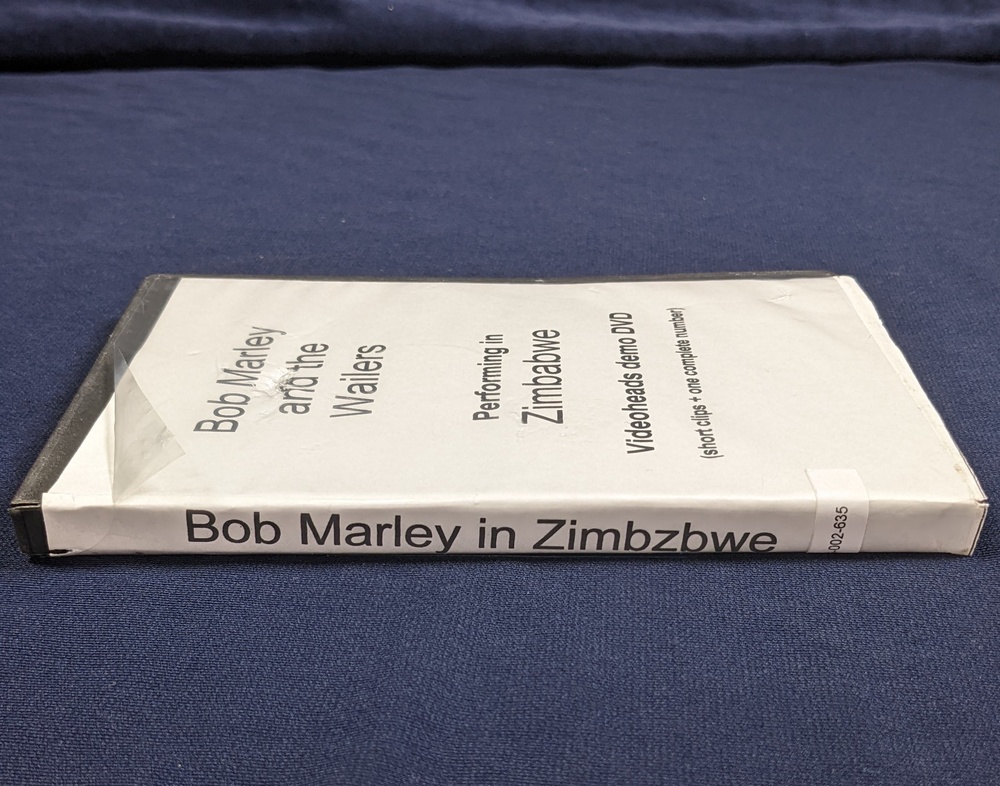 Bob Marley
and the
Wailers
Performing in
Zimbabwe
Videoheads demo DVD
(short clips + one complete number)
Bob Marley in Zimbzbwe
-002-635